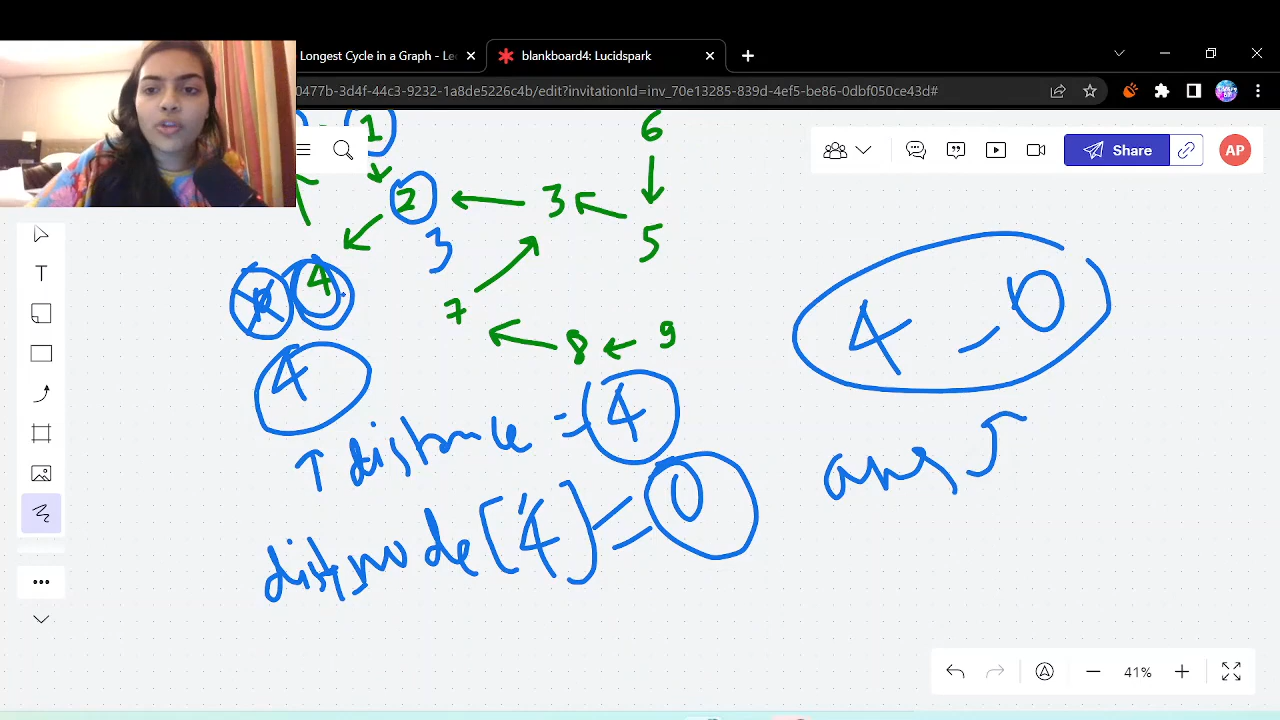 Longest Cycle in a Graph - Le
blankboard4: Lucidspark
0477b-3d4f-44c3-9232-1a8de5226c4b/edit?invitationId=inv_70e13285-839d-4ef5-be86-0dbf050ce43d#
Share
AP
1
6
2
3
5
3
4
7
8
9
4
4 - 0
distance = 4
ans, 5
dist node [4] = 0
T
41%